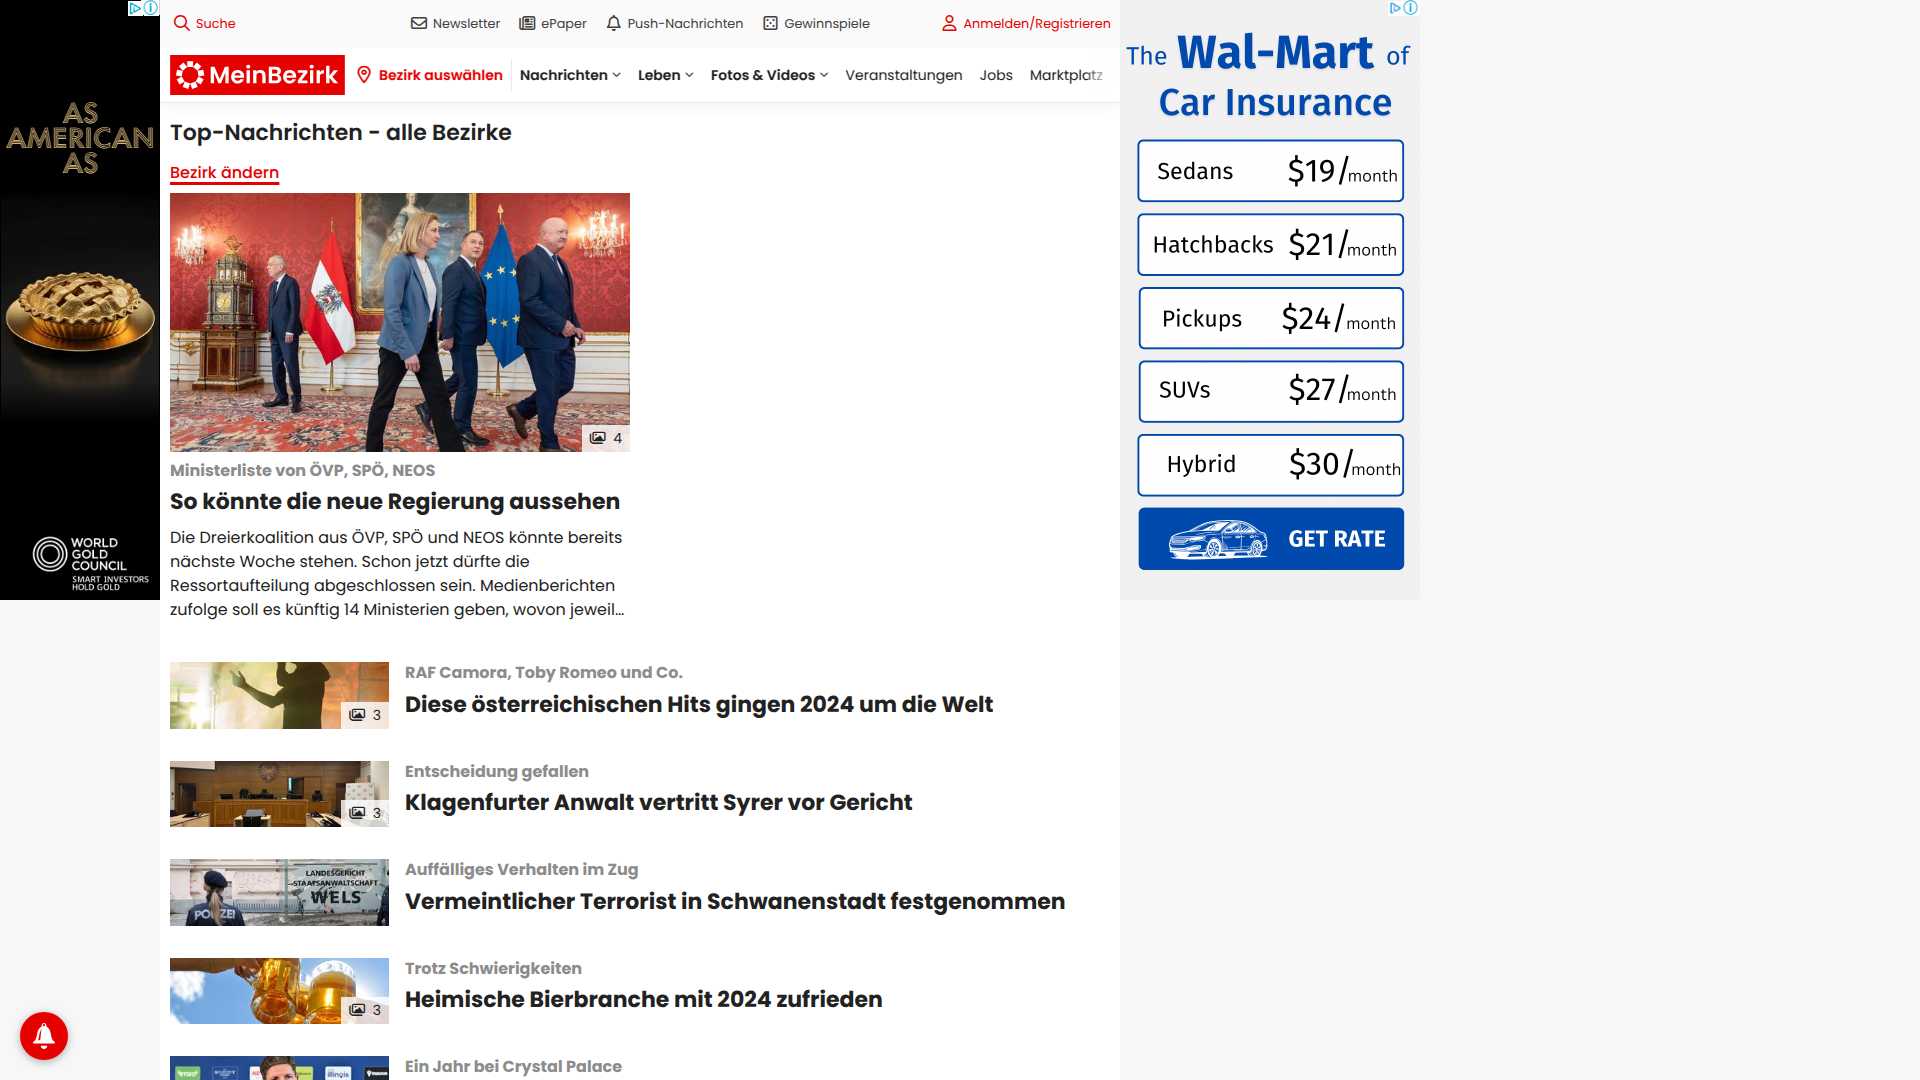 Suche
Newsletter
ePaper
Push-Nachrichten
Gewinnspiele
Anmelden/Registrieren
MeinBezirk
Bezirk auswählen
Nachrichten
Leben
Fotos & Videos
Veranstaltungen
Jobs
Marktplatz
AS
AMERICAN
AS
WORLD
GOLD
COUNCIL
SMART INVESTORS
HOLD GOLD
Top-Nachrichten - alle Bezirke
Bezirk ändern
4
Ministerliste von ÖVP, SPÖ, NEOS
So könnte die neue Regierung aussehen
Die Dreierkoalition aus ÖVP, SPÖ und NEOS könnte bereits
nächste Woche stehen. Schon jetzt dürfte die
Ressortaufteilung abgeschlossen sein. Medienberichten
zufolge soll es künftig 14 Ministerien geben, wovon jeweil...
3
RAF Camora, Toby Romeo und Co.
Diese österreichischen Hits gingen 2024 um die Welt
3
Entscheidung gefallen
Klagenfurter Anwalt vertritt Syrer vor Gericht
LANDESGERICHT
STAATSANWALTSCHAFT
WELS
POLIZEI
Auffälliges Verhalten im Zug
Vermeintlicher Terrorist in Schwanenstadt festgenommen
3
Trotz Schwierigkeiten
Heimische Bierbranche mit 2024 zufrieden
illynis
Ein Jahr bei Crystal Palace
The Wal-Mart of
Car Insurance
Sedans $19/month
Hatchbacks $21/month
Pickups $24/month
SUVs $27/month
Hybrid $30/month
GET RATE